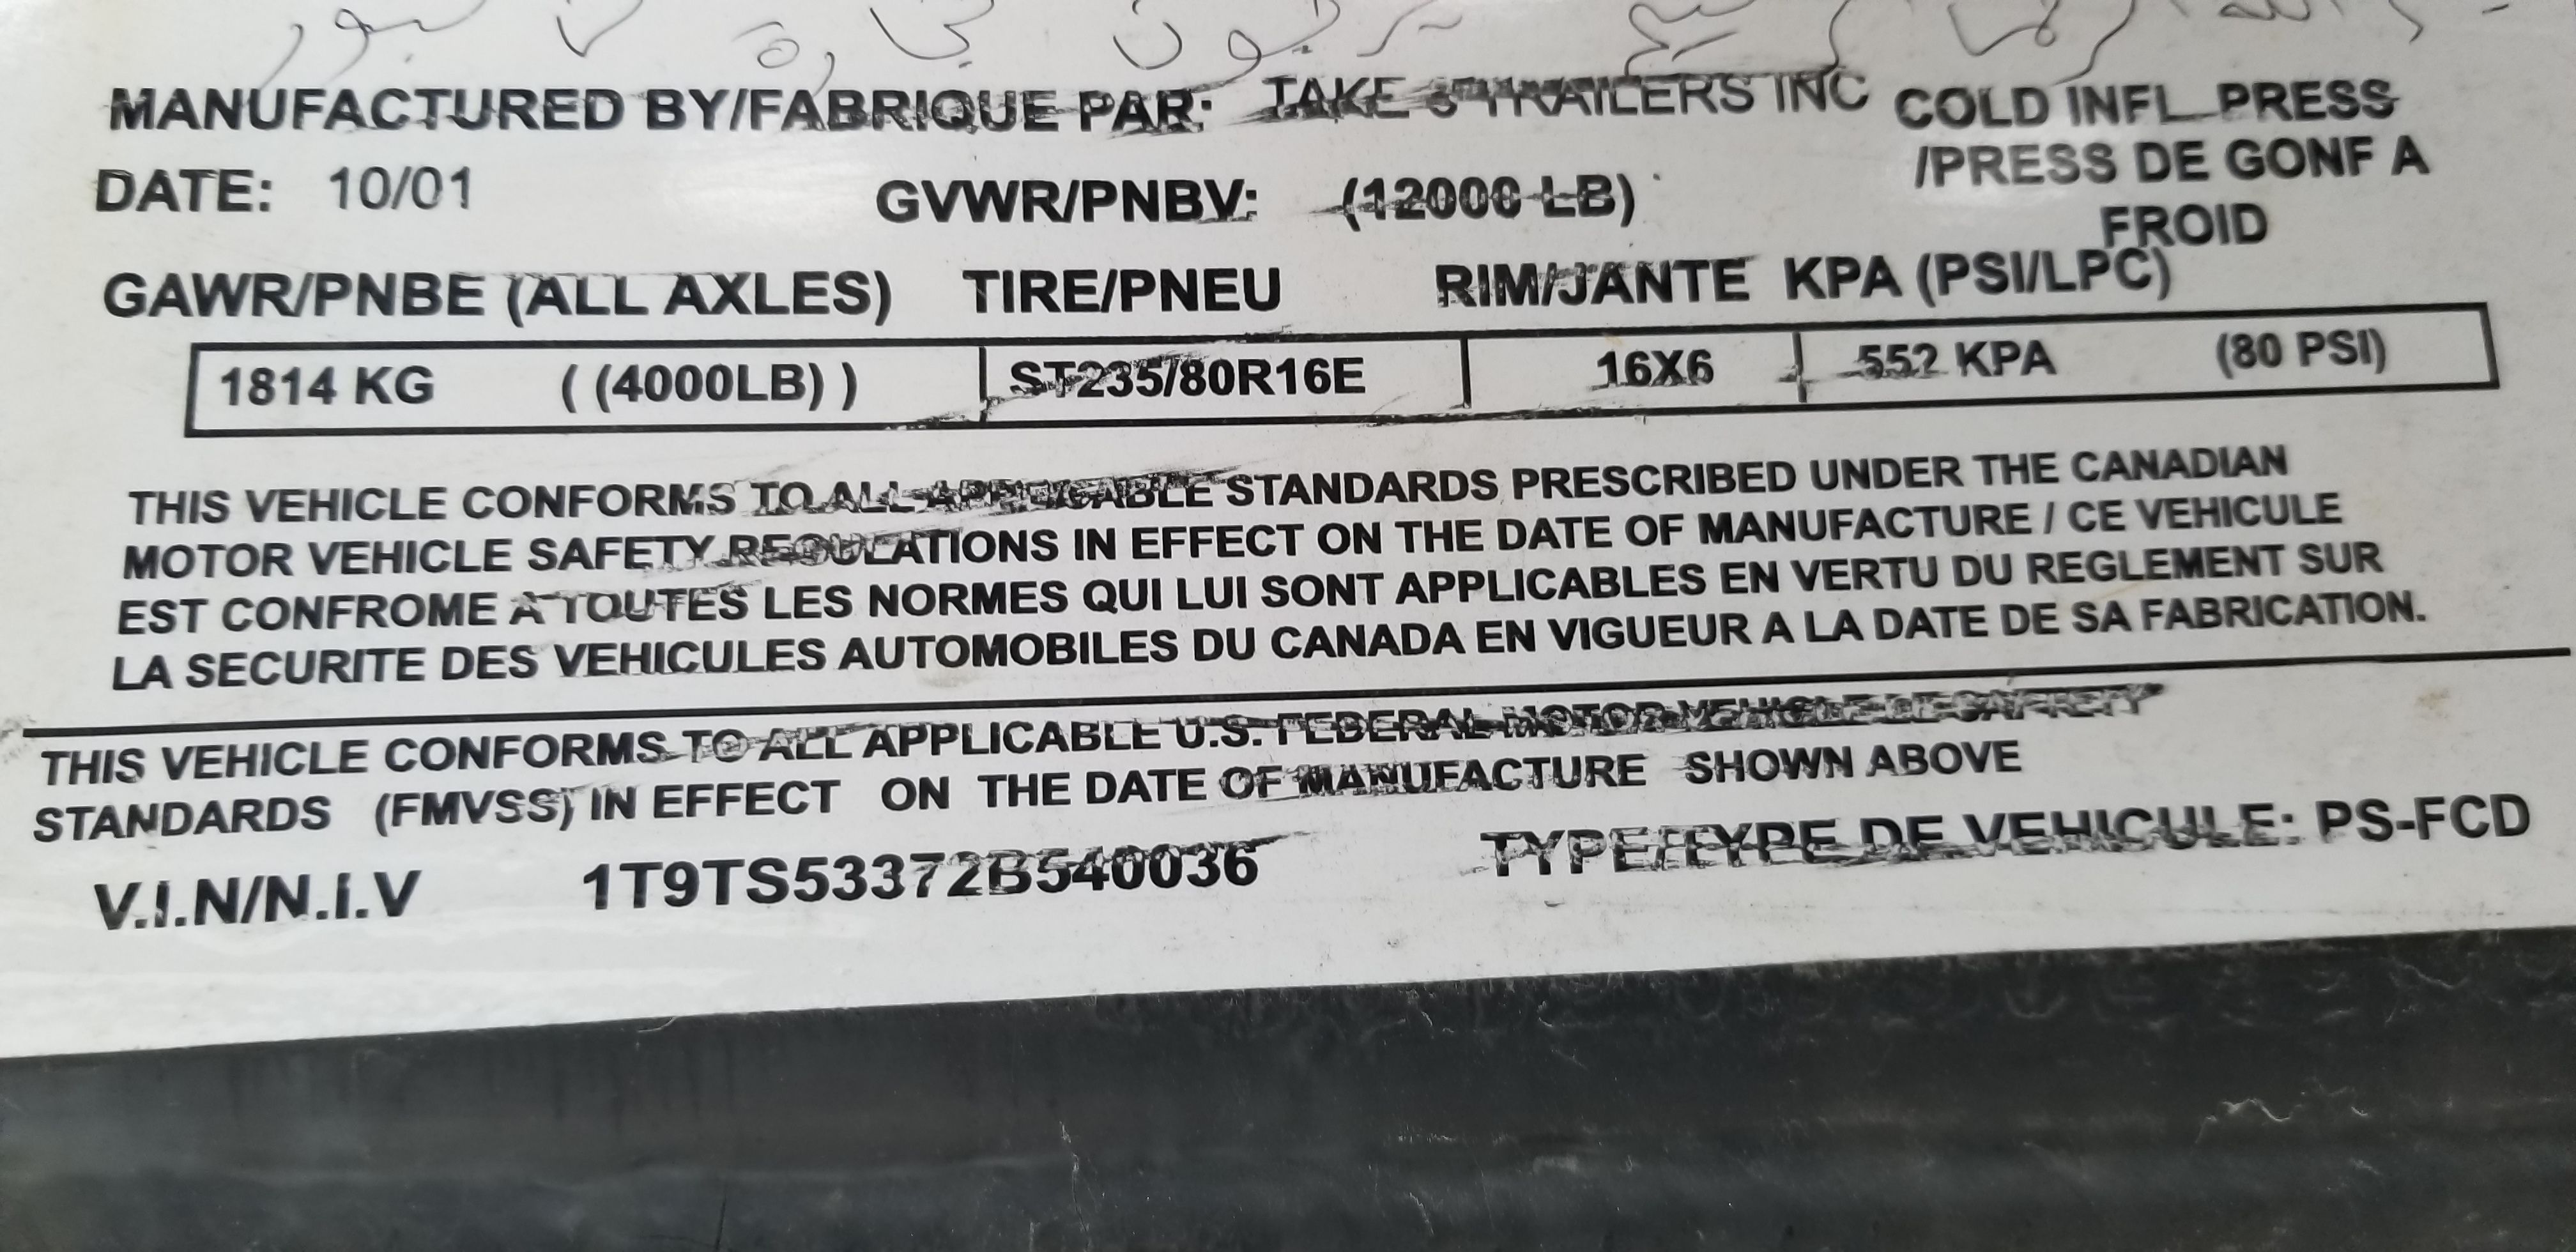 MANUFACTURED BY/FABRIQUE PAR: TAKE 3 TRAILERS INC
COLD INFL PRESS
/PRESS DE GONF A
FROID
DATE: 10/01 GVWR/PNBV: (12000 LB)
GAWR/PNBE (ALL AXLES) TIRE/PNEU RIM/JANTE KPA (PSI/LPC)
1814 KG ( (4000LB) ) ST235/80R16E 16X6 552 KPA (80 PSI)
THIS VEHICLE CONFORMS TO ALL APPLICABLE STANDARDS PRESCRIBED UNDER THE CANADIAN
MOTOR VEHICLE SAFETY REGULATIONS IN EFFECT ON THE DATE OF MANUFACTURE / CE VEHICULE
EST CONFROME A TOUTES LES NORMES QUI LUI SONT APPLICABLES EN VERTU DU REGLEMENT SUR
LA SECURITE DES VEHICULES AUTOMOBILES DU CANADA EN VIGUEUR A LA DATE DE SA FABRICATION.
THIS VEHICLE CONFORMS TO ALL APPLICABLE U.S. FEDERAL MOTOR VEHICLE SAFETY
STANDARDS (FMVSS) IN EFFECT ON THE DATE OF MANUFACTURE SHOWN ABOVE
V.I.N/N.I.V 1T9TS53372B540036 TYPE/TYPE DE VEHICULE: PS-FCD